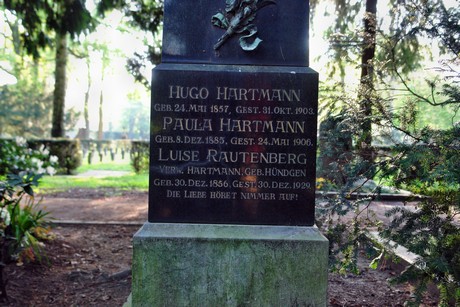 HUGO HARTMANN
GEB. 24. MAI 1857, GEST. 31. OKT. 1903.
PAULA HARTMANN
GEB. 8. DEZ. 1885, GEST. 24. MAI 1906.
LUISE RAUTENBERG
VERW. HARTMANN, GEB. HÜNDGEN
GEB. 30. DEZ. 1856, GEST. 30. DEZ. 1929.
DIE LIEBE HÖRET NIMMER AUF!